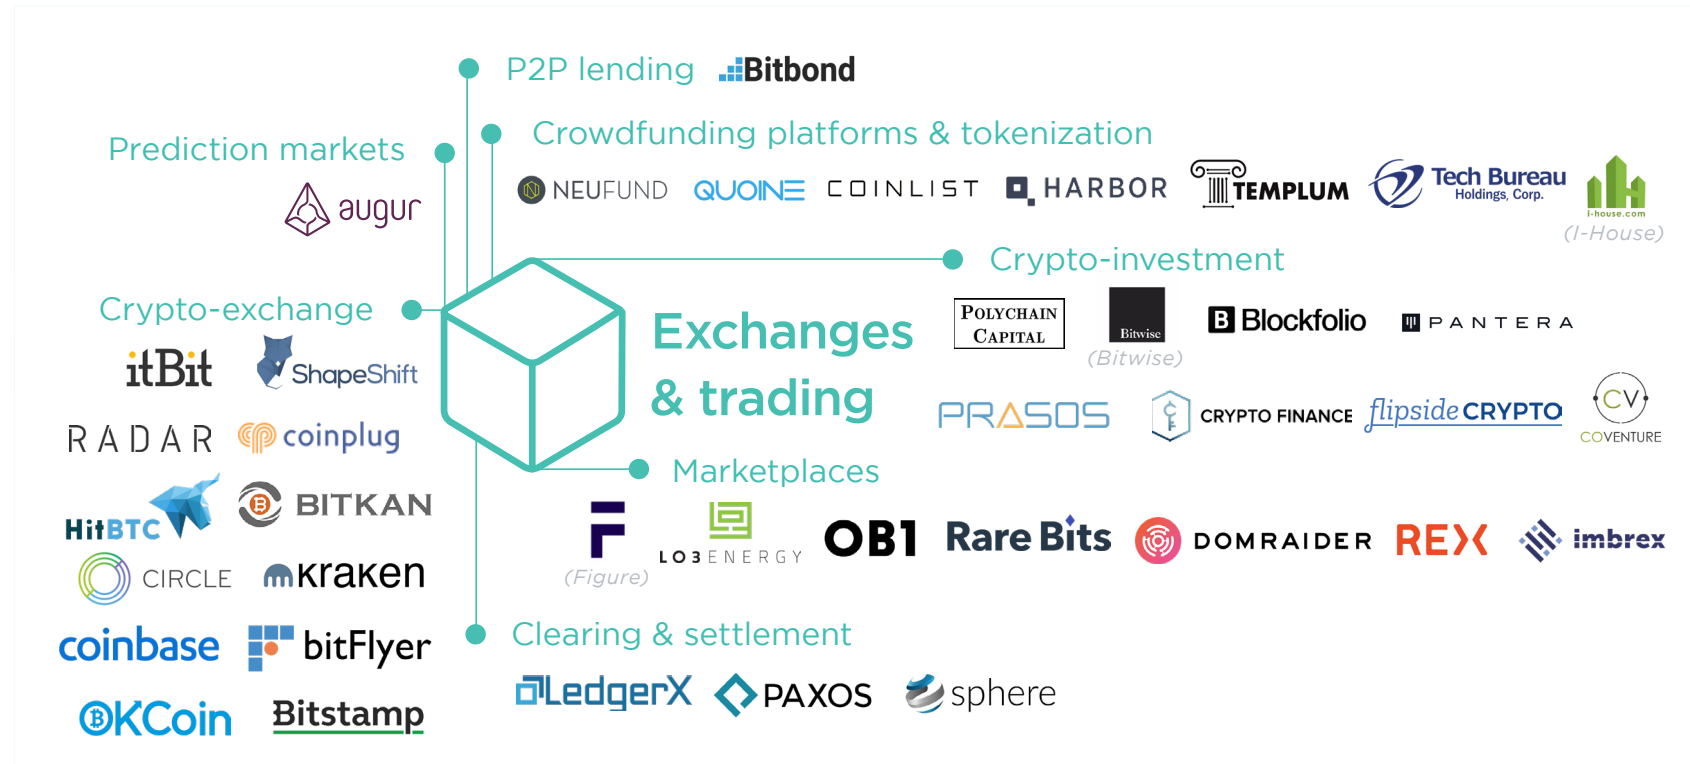 P2P lending
Bitbond
Crowdfunding platforms & tokenization
NEUFUND
QUOINE
COINLIST
HARBOR
TEMPLUM
Tech Bureau
Holdings, Corp.
i-house.com
(I-House)
Prediction markets
augur
Crypto-investment
POLYCHAIN
CAPITAL
Bitwise
(Bitwise)
B Blockfolio
PANTERA
PRASOS
CRYPTO FINANCE
flipside CRYPTO
CV
COVENTURE
Exchanges
& trading
Crypto-exchange
itBit
ShapeShift
RADAR
coinplug
HitBTC
BITKAN
CIRCLE
kraken
coinbase
bitFlyer
OKCoin
Bitstamp
Marketplaces
F
(Figure)
LO3ENERGY
OB1
Rare Bits
DOMRAIDER
REX
imbrex
Clearing & settlement
LedgerX
PAXOS
sphere